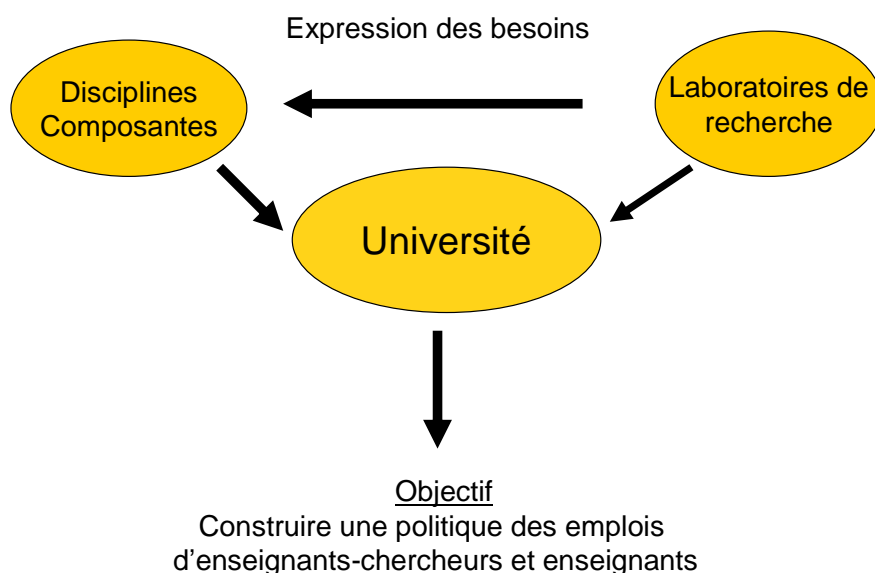 Expression des besoins
Disciplines
Composantes
Laboratoires de
recherche
Université
Objectif
Construire une politique des emplois
d'enseignants-chercheurs et enseignants